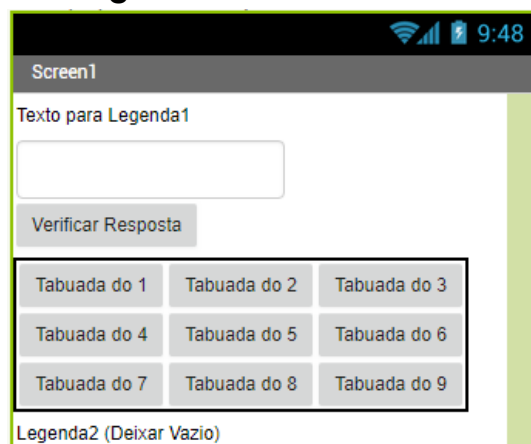 9:48
Screen1
Texto para Legenda1
Verificar Resposta
Tabuada do 1 Tabuada do 2 Tabuada do 3
Tabuada do 4 Tabuada do 5 Tabuada do 6
Tabuada do 7 Tabuada do 8 Tabuada do 9
Legenda2 (Deixar Vazio)